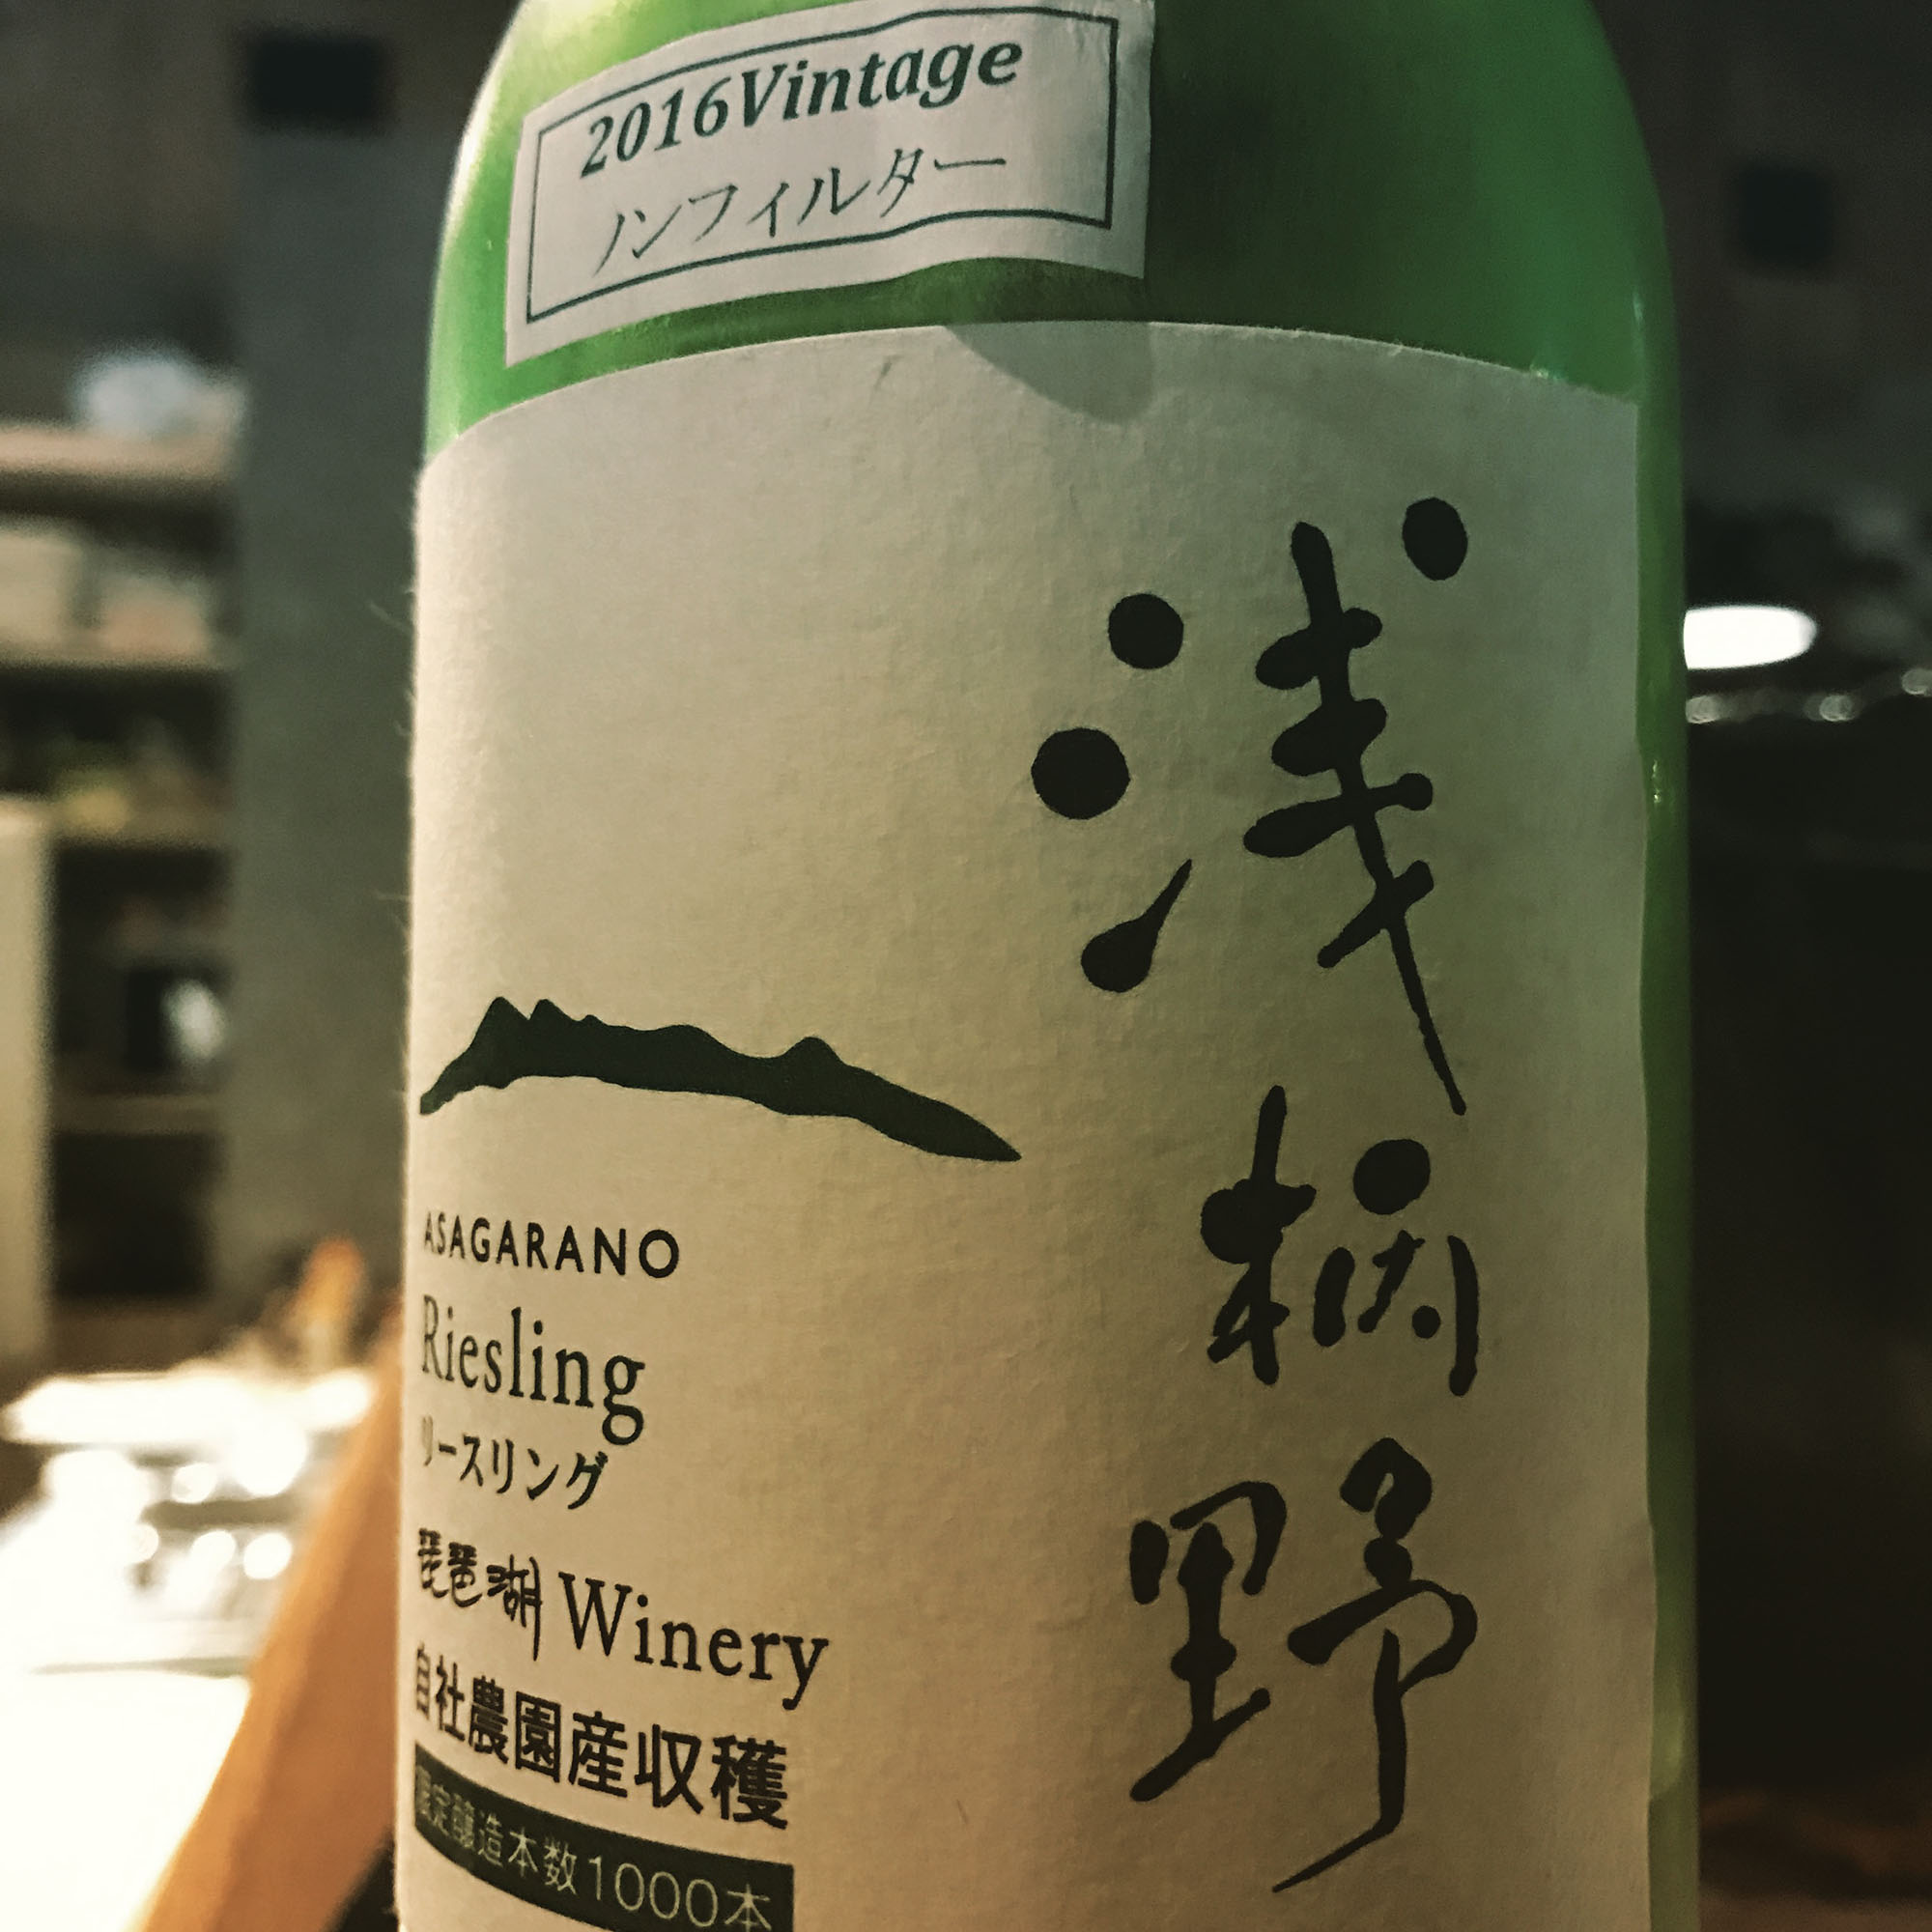 2016Vintage
ノンフィルター
浅柄野
ASAGARANO
Riesling
リースリング
琵琶湖 Winery
自社農園産収穫
限定醸造本数1000本